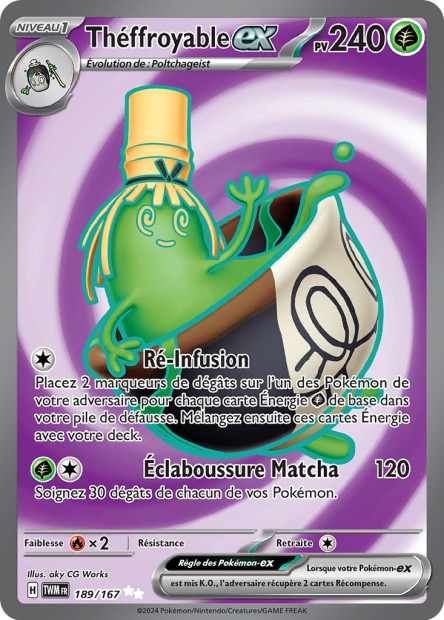 NIVEAU 1
Théffroyable ex PV 240
Évolution de : Poltchageist
Ré-Infusion
Placez 2 marqueurs de dégâts sur l'un des Pokémon de
votre adversaire pour chaque carte Énergie de base dans
votre pile de défausse. Mélangez ensuite ces cartes Énergie
avec votre deck.
Éclaboussure Matcha 120
Soignez 30 dégâts de chacun de vos Pokémon.
Faiblesse ×2 Résistance Retraite
Illus. aky CG Works
Règle des Pokémon-ex Lorsque votre Pokémon-ex
est mis K.O., l'adversaire récupère 2 cartes Récompense.
H TWM FR 189/167
©2024 Pokémon/Nintendo/Creatures/GAME FREAK